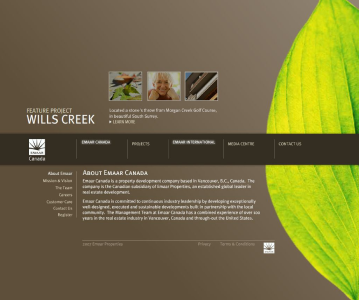 Located a stone's throw from Morgan Creek Golf Course,
in beautiful South Surrey.
LEARN MORE
FEATURE PROJECT
WILLS CREEK
EMAAR
Canada
EMAAR CANADA
PROJECTS
EMAAR INTERNATIONAL
MEDIA CENTRE
CONTACT US
About Emaar
Mission & Vision
The Team
Careers
Customer Care
Contact Us
Register
ABOUT EMAAR CANADA
Emaar Canada is a property development company based in Vancouver, B.C., Canada. The
company is the Canadian subsidiary of Emaar Properties, an established global leader in
real estate development.
Emaar Canada is committed to continuous industry leadership by developing exceptionally
well-designed, executed and sustainable developments built in partnership with the local
community. The Management Team at Emaar Canada has a combined experience of over 100
years in the real estate industry in Vancouver, Canada and through-out the United States.
Emaar Properties
Privacy
Terms & Conditions